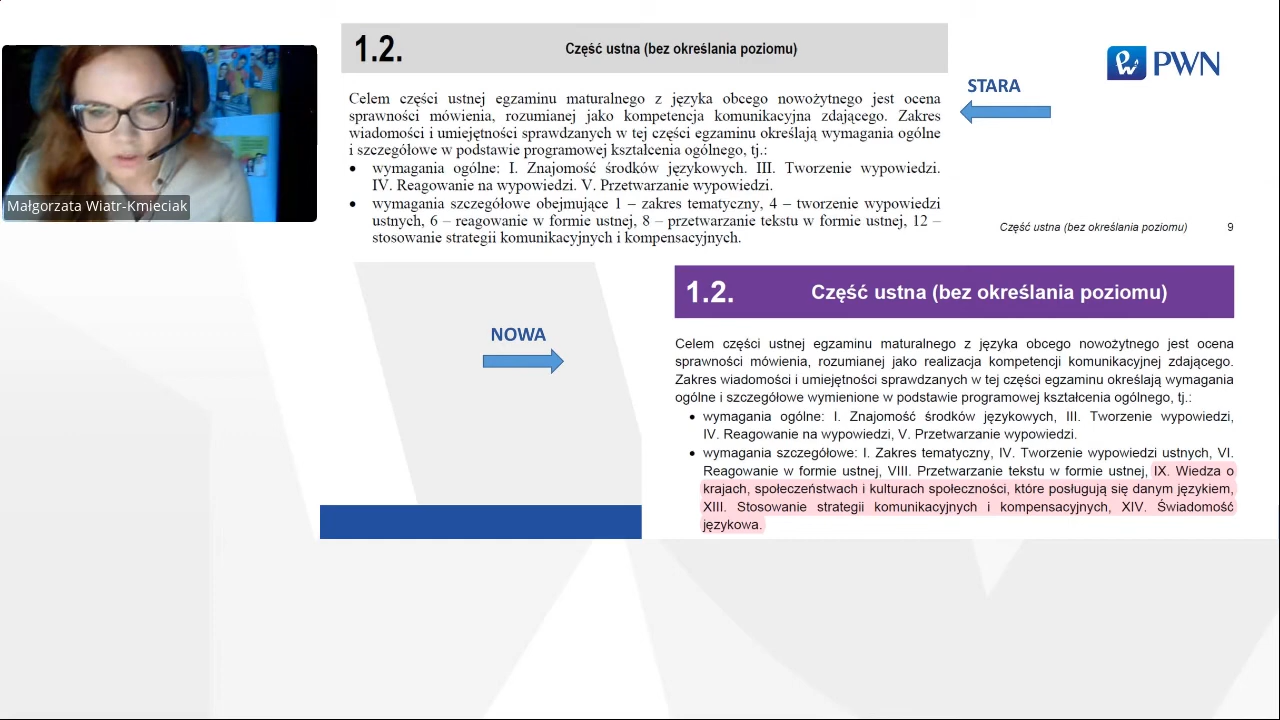 Małgorzata Wiatr-Kmieciak
1.2.
Część ustna (bez określania poziomu)
Celem części ustnej egzaminu maturalnego z języka obcego nowożytnego jest ocena
sprawności mówienia, rozumianej jako kompetencja komunikacyjna zdającego. Zakres
wiadomości i umiejętności sprawdzanych w tej części egzaminu określają wymagania ogólne
i szczegółowe w podstawie programowej kształcenia ogólnego, tj.:
• wymagania ogólne: I. Znajomość środków językowych. III. Tworzenie wypowiedzi.
IV. Reagowanie na wypowiedzi. V. Przetwarzanie wypowiedzi.
• wymagania szczegółowe obejmujące 1 – zakres tematyczny, 4 – tworzenie wypowiedzi
ustnych, 6 – reagowanie w formie ustnej, 8 – przetwarzanie tekstu w formie ustnej, 12 –
stosowanie strategii komunikacyjnych i kompensacyjnych.
PWN
STARA
Część ustna (bez określania poziomu) 9
NOWA
1.2.
Część ustna (bez określania poziomu)
Celem części ustnej egzaminu maturalnego z języka obcego nowożytnego jest ocena
sprawności mówienia, rozumianej jako realizacja kompetencji komunikacyjnej zdającego.
Zakres wiadomości i umiejętności sprawdzanych w tej części egzaminu określają wymagania
ogólne i szczegółowe wymienione w podstawie programowej kształcenia ogólnego, tj.:
• wymagania ogólne: I. Znajomość środków językowych, III. Tworzenie wypowiedzi,
IV. Reagowanie na wypowiedzi, V. Przetwarzanie wypowiedzi.
• wymagania szczegółowe: I. Zakres tematyczny, IV. Tworzenie wypowiedzi ustnych, VI.
Reagowanie w formie ustnej, VIII. Przetwarzanie tekstu w formie ustnej, IX. Wiedza o
krajach, społeczeństwach i kulturach społeczności, które posługują się danym językiem,
XIII. Stosowanie strategii komunikacyjnych i kompensacyjnych, XIV. Świadomość
językowa.